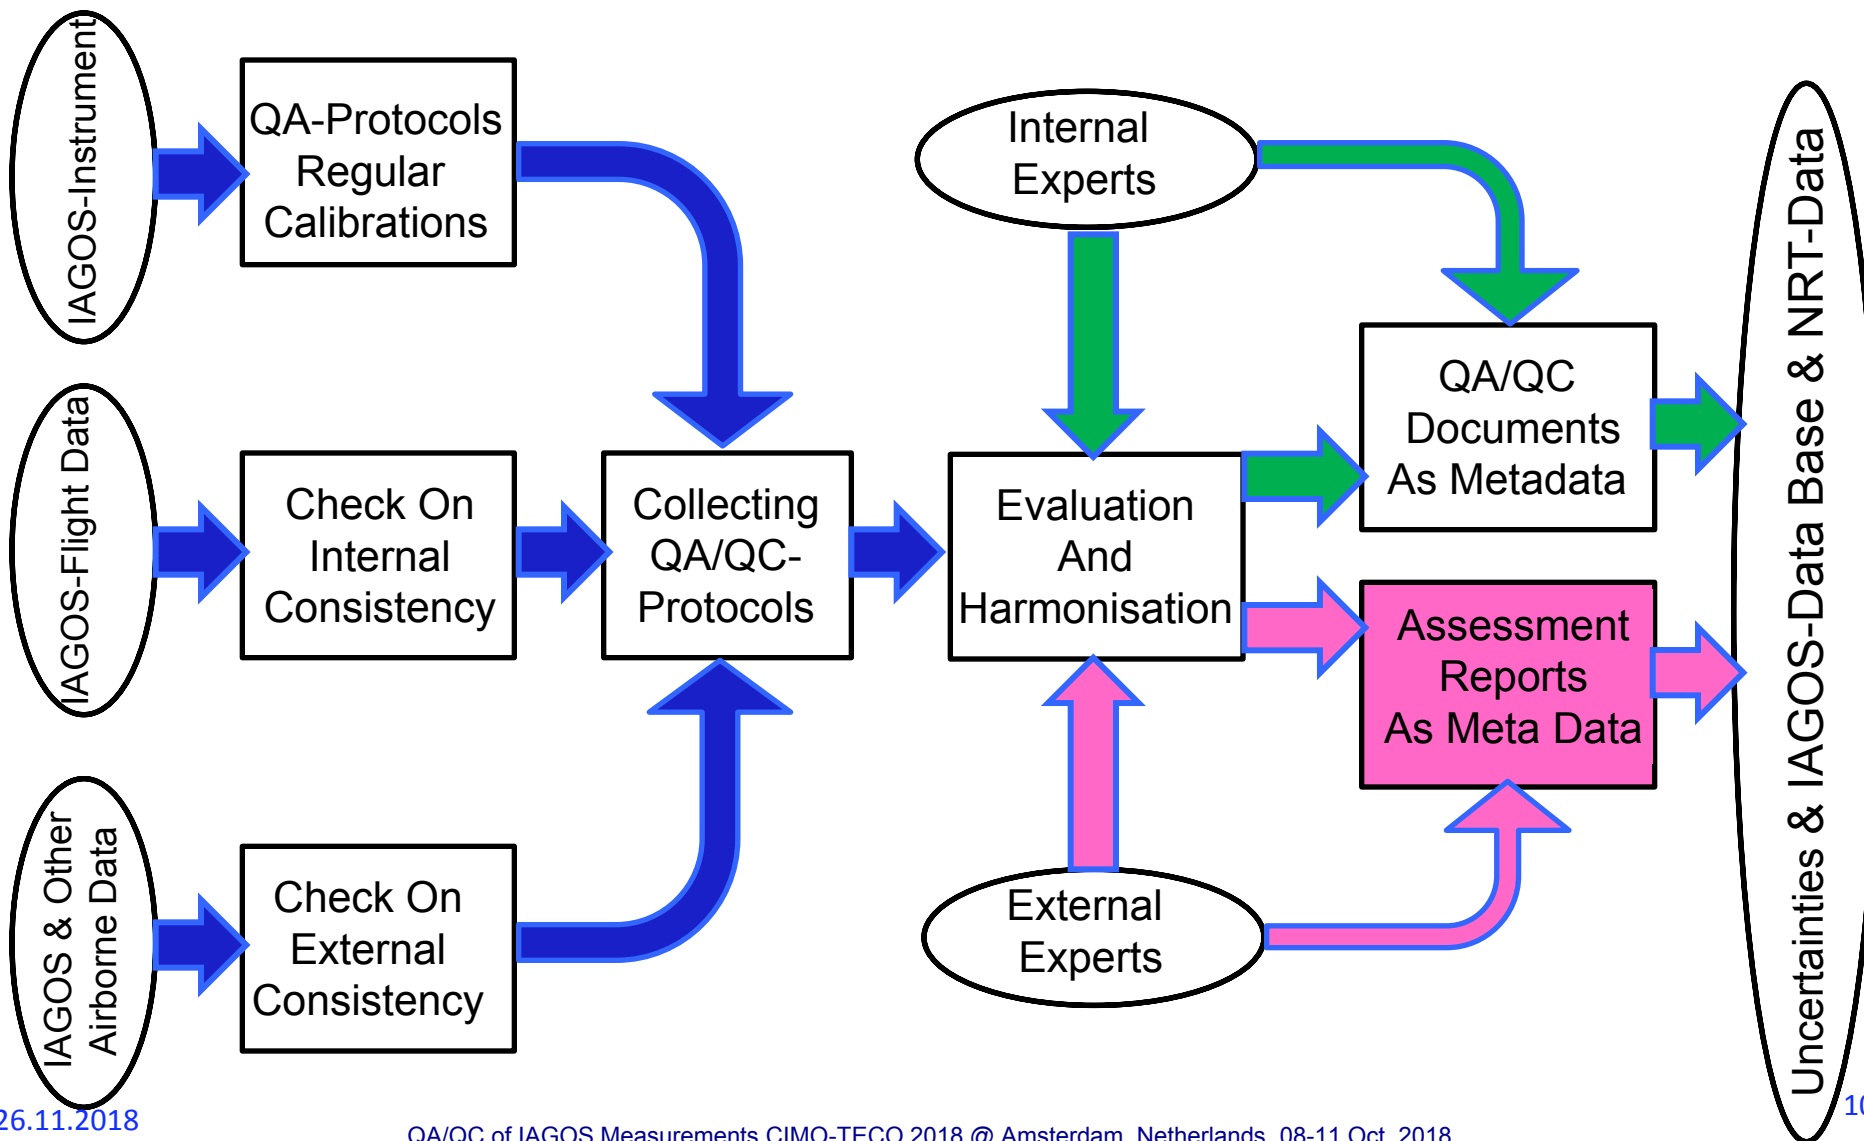 IAGOS-Instrument
QA-Protocols
Regular
Calibrations
Internal
Experts
IAGOS-Flight Data
Check On
Internal
Consistency
Collecting
QA/QC-
Protocols
Evaluation
And
Harmonisation
QA/QC
Documents
As Metadata
Assessment
Reports
As Meta Data
IAGOS & Other
Airborne Data
Check On
External
Consistency
External
Experts
Uncertainties & IAGOS-Data Base & NRT-Data
26.11.2018
QA/QC of IAGOS Measurements CIMO-TECO 2018 @ Amsterdam, Netherlands, 08-11 Oct. 2018
10